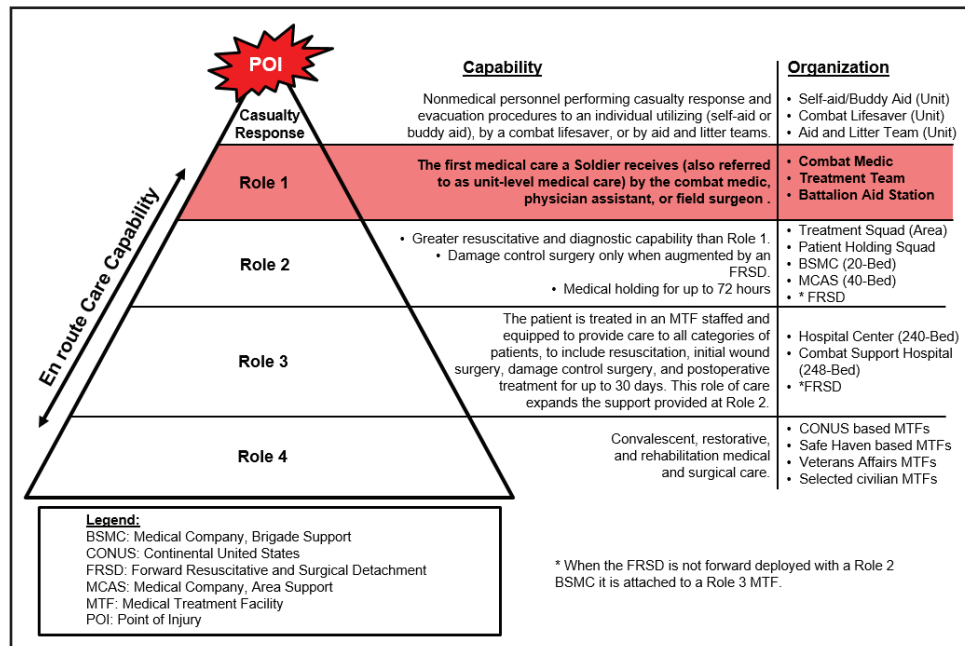 POI
Capability
Organization
Casualty
Response
Nonmedical personnel performing casualty response and
evacuation procedures to an individual utilizing (self-aid or
buddy aid), by a combat lifesaver, or by aid and litter teams.
• Self-aid/Buddy Aid (Unit)
• Combat Lifesaver (Unit)
• Aid and Litter Team (Unit)
En route Care Capability
Role 1
The first medical care a Soldier receives (also referred
to as unit-level medical care) by the combat medic,
physician assistant, or field surgeon .
• Combat Medic
• Treatment Team
• Battalion Aid Station
Role 2
• Greater resuscitative and diagnostic capability than Role 1.
• Damage control surgery only when augmented by an
FRSD.
• Medical holding for up to 72 hours
• Treatment Squad (Area)
• Patient Holding Squad
• BSMC (20-Bed)
• MCAS (40-Bed)
• * FRSD
Role 3
The patient is treated in an MTF staffed and
equipped to provide care to all categories of
patients, to include resuscitation, initial wound
surgery, damage control surgery, and postoperative
treatment for up to 30 days. This role of care
expands the support provided at Role 2.
• Hospital Center (240-Bed)
• Combat Support Hospital
(248-Bed)
• *FRSD
Role 4
Convalescent, restorative,
and rehabilitation medical
and surgical care.
• CONUS based MTFs
• Safe Haven based MTFs
• Veterans Affairs MTFs
• Selected civilian MTFs
Legend:
BSMC: Medical Company, Brigade Support
CONUS: Continental United States
FRSD: Forward Resuscitative and Surgical Detachment
MCAS: Medical Company, Area Support
MTF: Medical Treatment Facility
POI: Point of Injury
* When the FRSD is not forward deployed with a Role 2
BSMC it is attached to a Role 3 MTF.